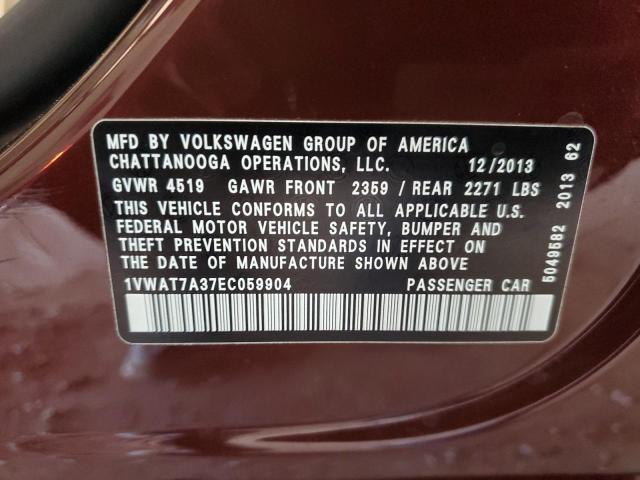 MFD BY VOLKSWAGEN GROUP OF AMERICA
CHATTANOOGA OPERATIONS, LLC. 12/2013
GVWR 4519 GAWR FRONT 2359 / REAR 2271 LBS
THIS VEHICLE CONFORMS TO ALL APPLICABLE U.S.
FEDERAL MOTOR VEHICLE SAFETY, BUMPER AND
THEFT PREVENTION STANDARDS IN EFFECT ON
THE DATE OF MANUFACTURE SHOWN ABOVE
1VWAT7A37EC059904 PASSENGER CAR
5049582 2013 62